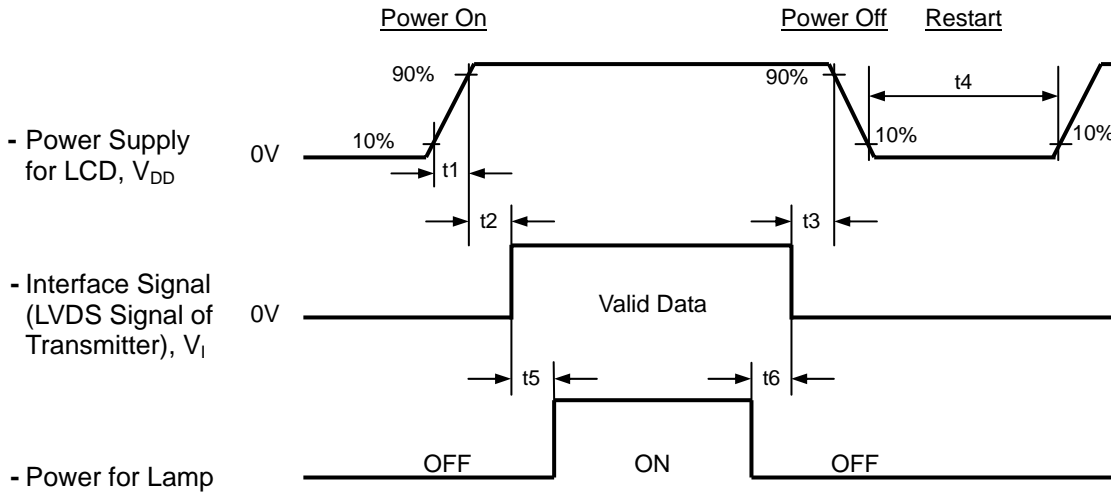 Power On
Power Off
Restart
90%
90%
t4
- Power Supply
for LCD, VDD
0V
10%
10%
10%
t1
t2
t3
- Interface Signal
(LVDS Signal of
Transmitter), VI
0V
Valid Data
t5
t6
- Power for Lamp
OFF
ON
OFF